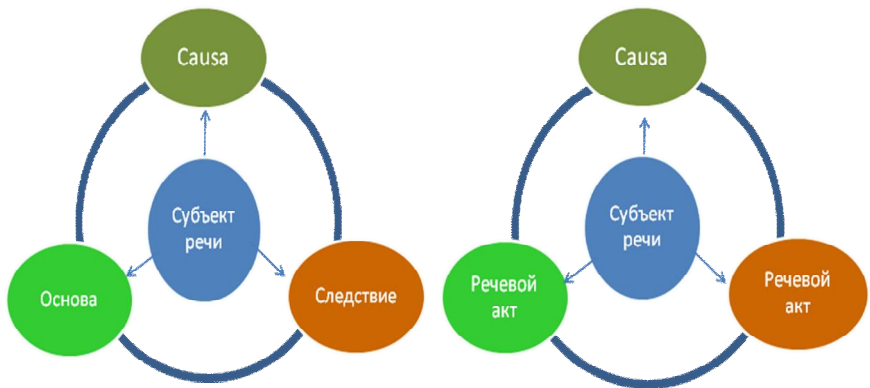 Causa
Субъект
речи
Основа
Следствие
Causa
Субъект
речи
Речевой
акт
Речевой
акт